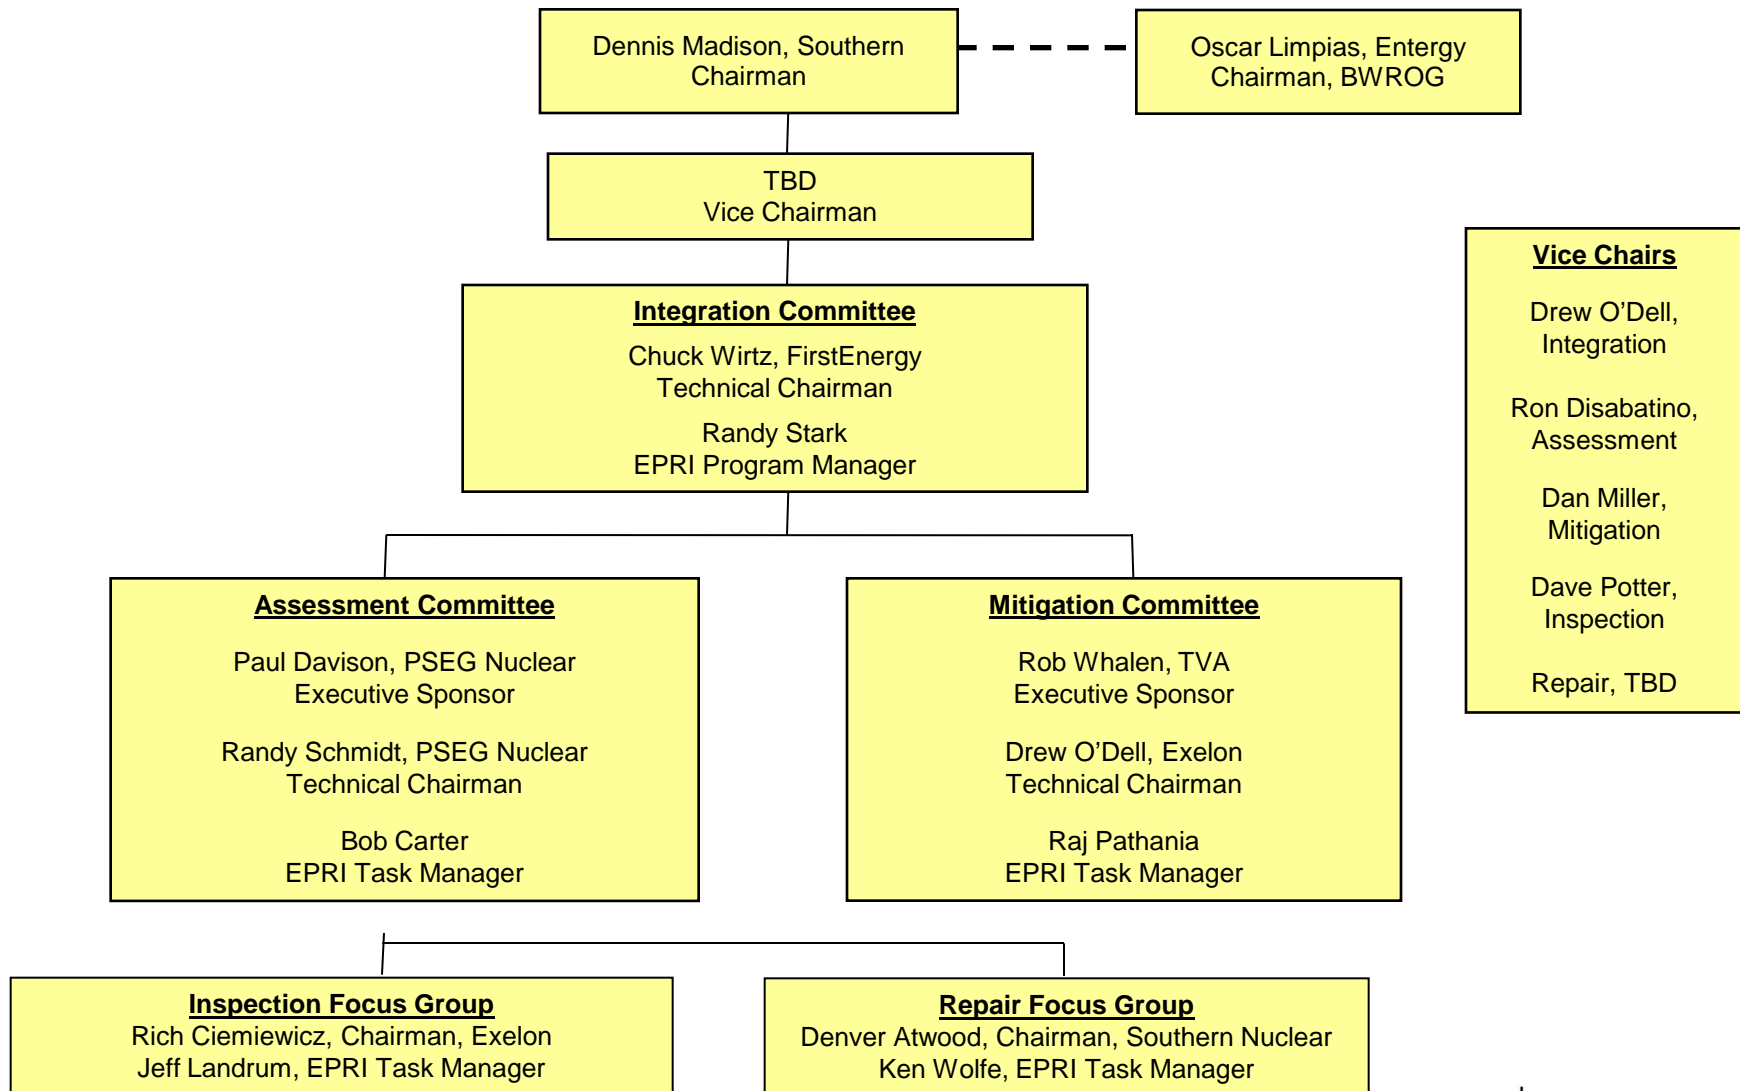 Dennis Madison, Southern
Chairman
Oscar Limpias, Entergy
Chairman, BWROG
TBD
Vice Chairman
Integration Committee
Chuck Wirtz, FirstEnergy
Technical Chairman
Randy Stark
EPRI Program Manager
Vice Chairs
Drew O’Dell,
Integration
Ron Disabatino,
Assessment
Dan Miller,
Mitigation
Dave Potter,
Inspection
Repair, TBD
Assessment Committee
Paul Davison, PSEG Nuclear
Executive Sponsor
Randy Schmidt, PSEG Nuclear
Technical Chairman
Bob Carter
EPRI Task Manager
Mitigation Committee
Rob Whalen, TVA
Executive Sponsor
Drew O’Dell, Exelon
Technical Chairman
Raj Pathania
EPRI Task Manager
Inspection Focus Group
Rich Ciemiewicz, Chairman, Exelon
Jeff Landrum, EPRI Task Manager
Repair Focus Group
Denver Atwood, Chairman, Southern Nuclear
Ken Wolfe, EPRI Task Manager